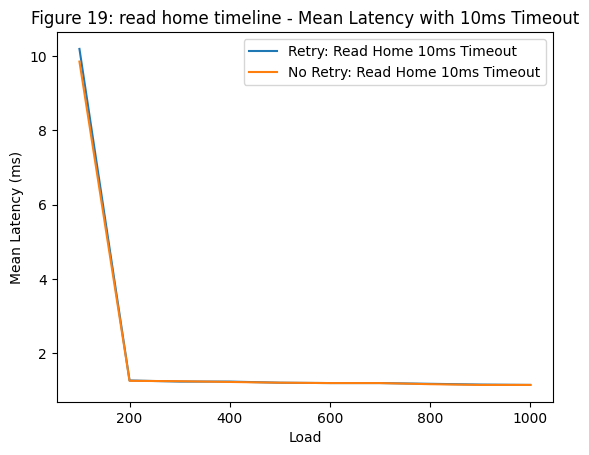 Figure 19: read home timeline - Mean Latency with 10ms Timeout
Retry: Read Home 10ms Timeout
No Retry: Read Home 10ms Timeout
Mean Latency (ms)
10
8
6
4
2
200
400
600
800
1000
Load